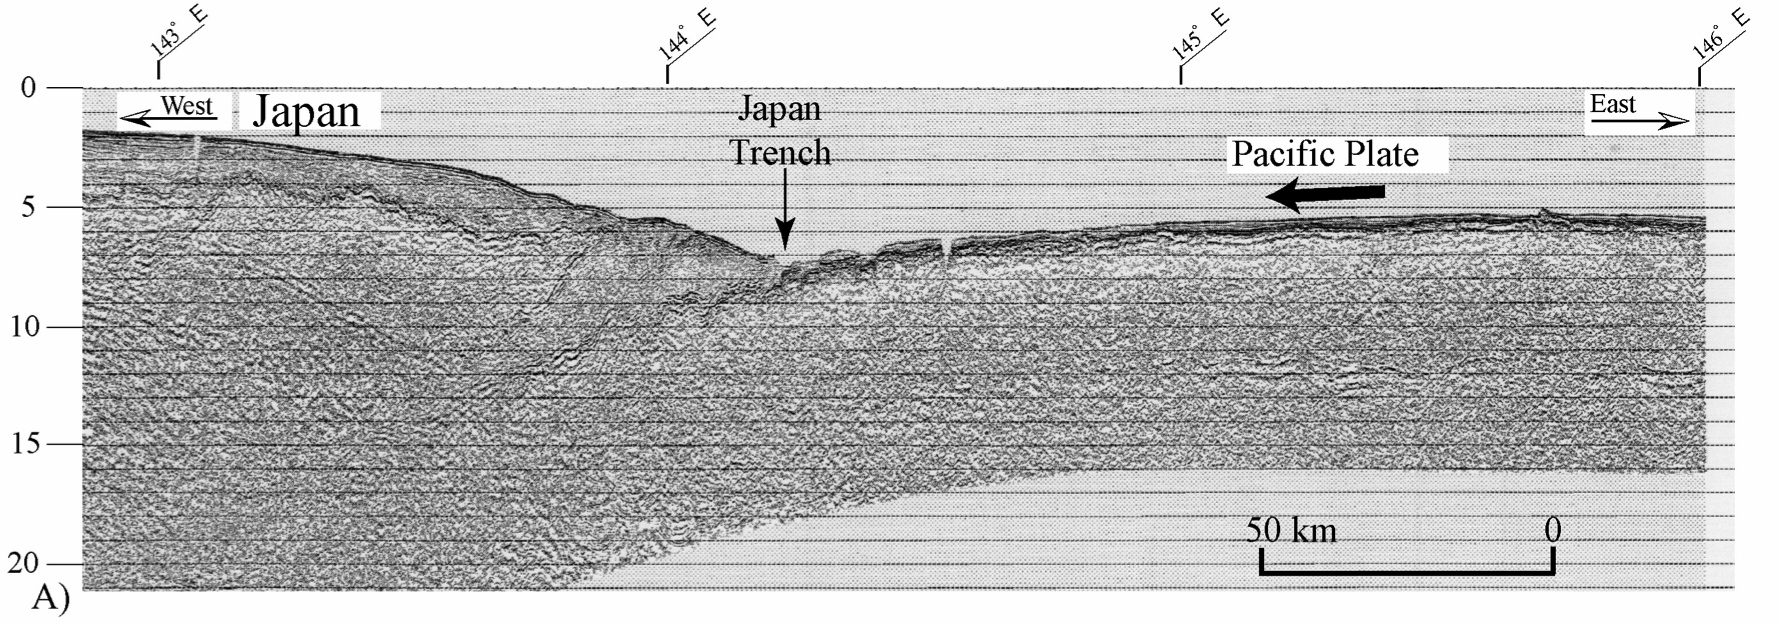 143° E
144° E
145° E
146° E
0
West
Japan
Japan
Trench
East
Pacific Plate
5
10
15
50 km 0
20
A)